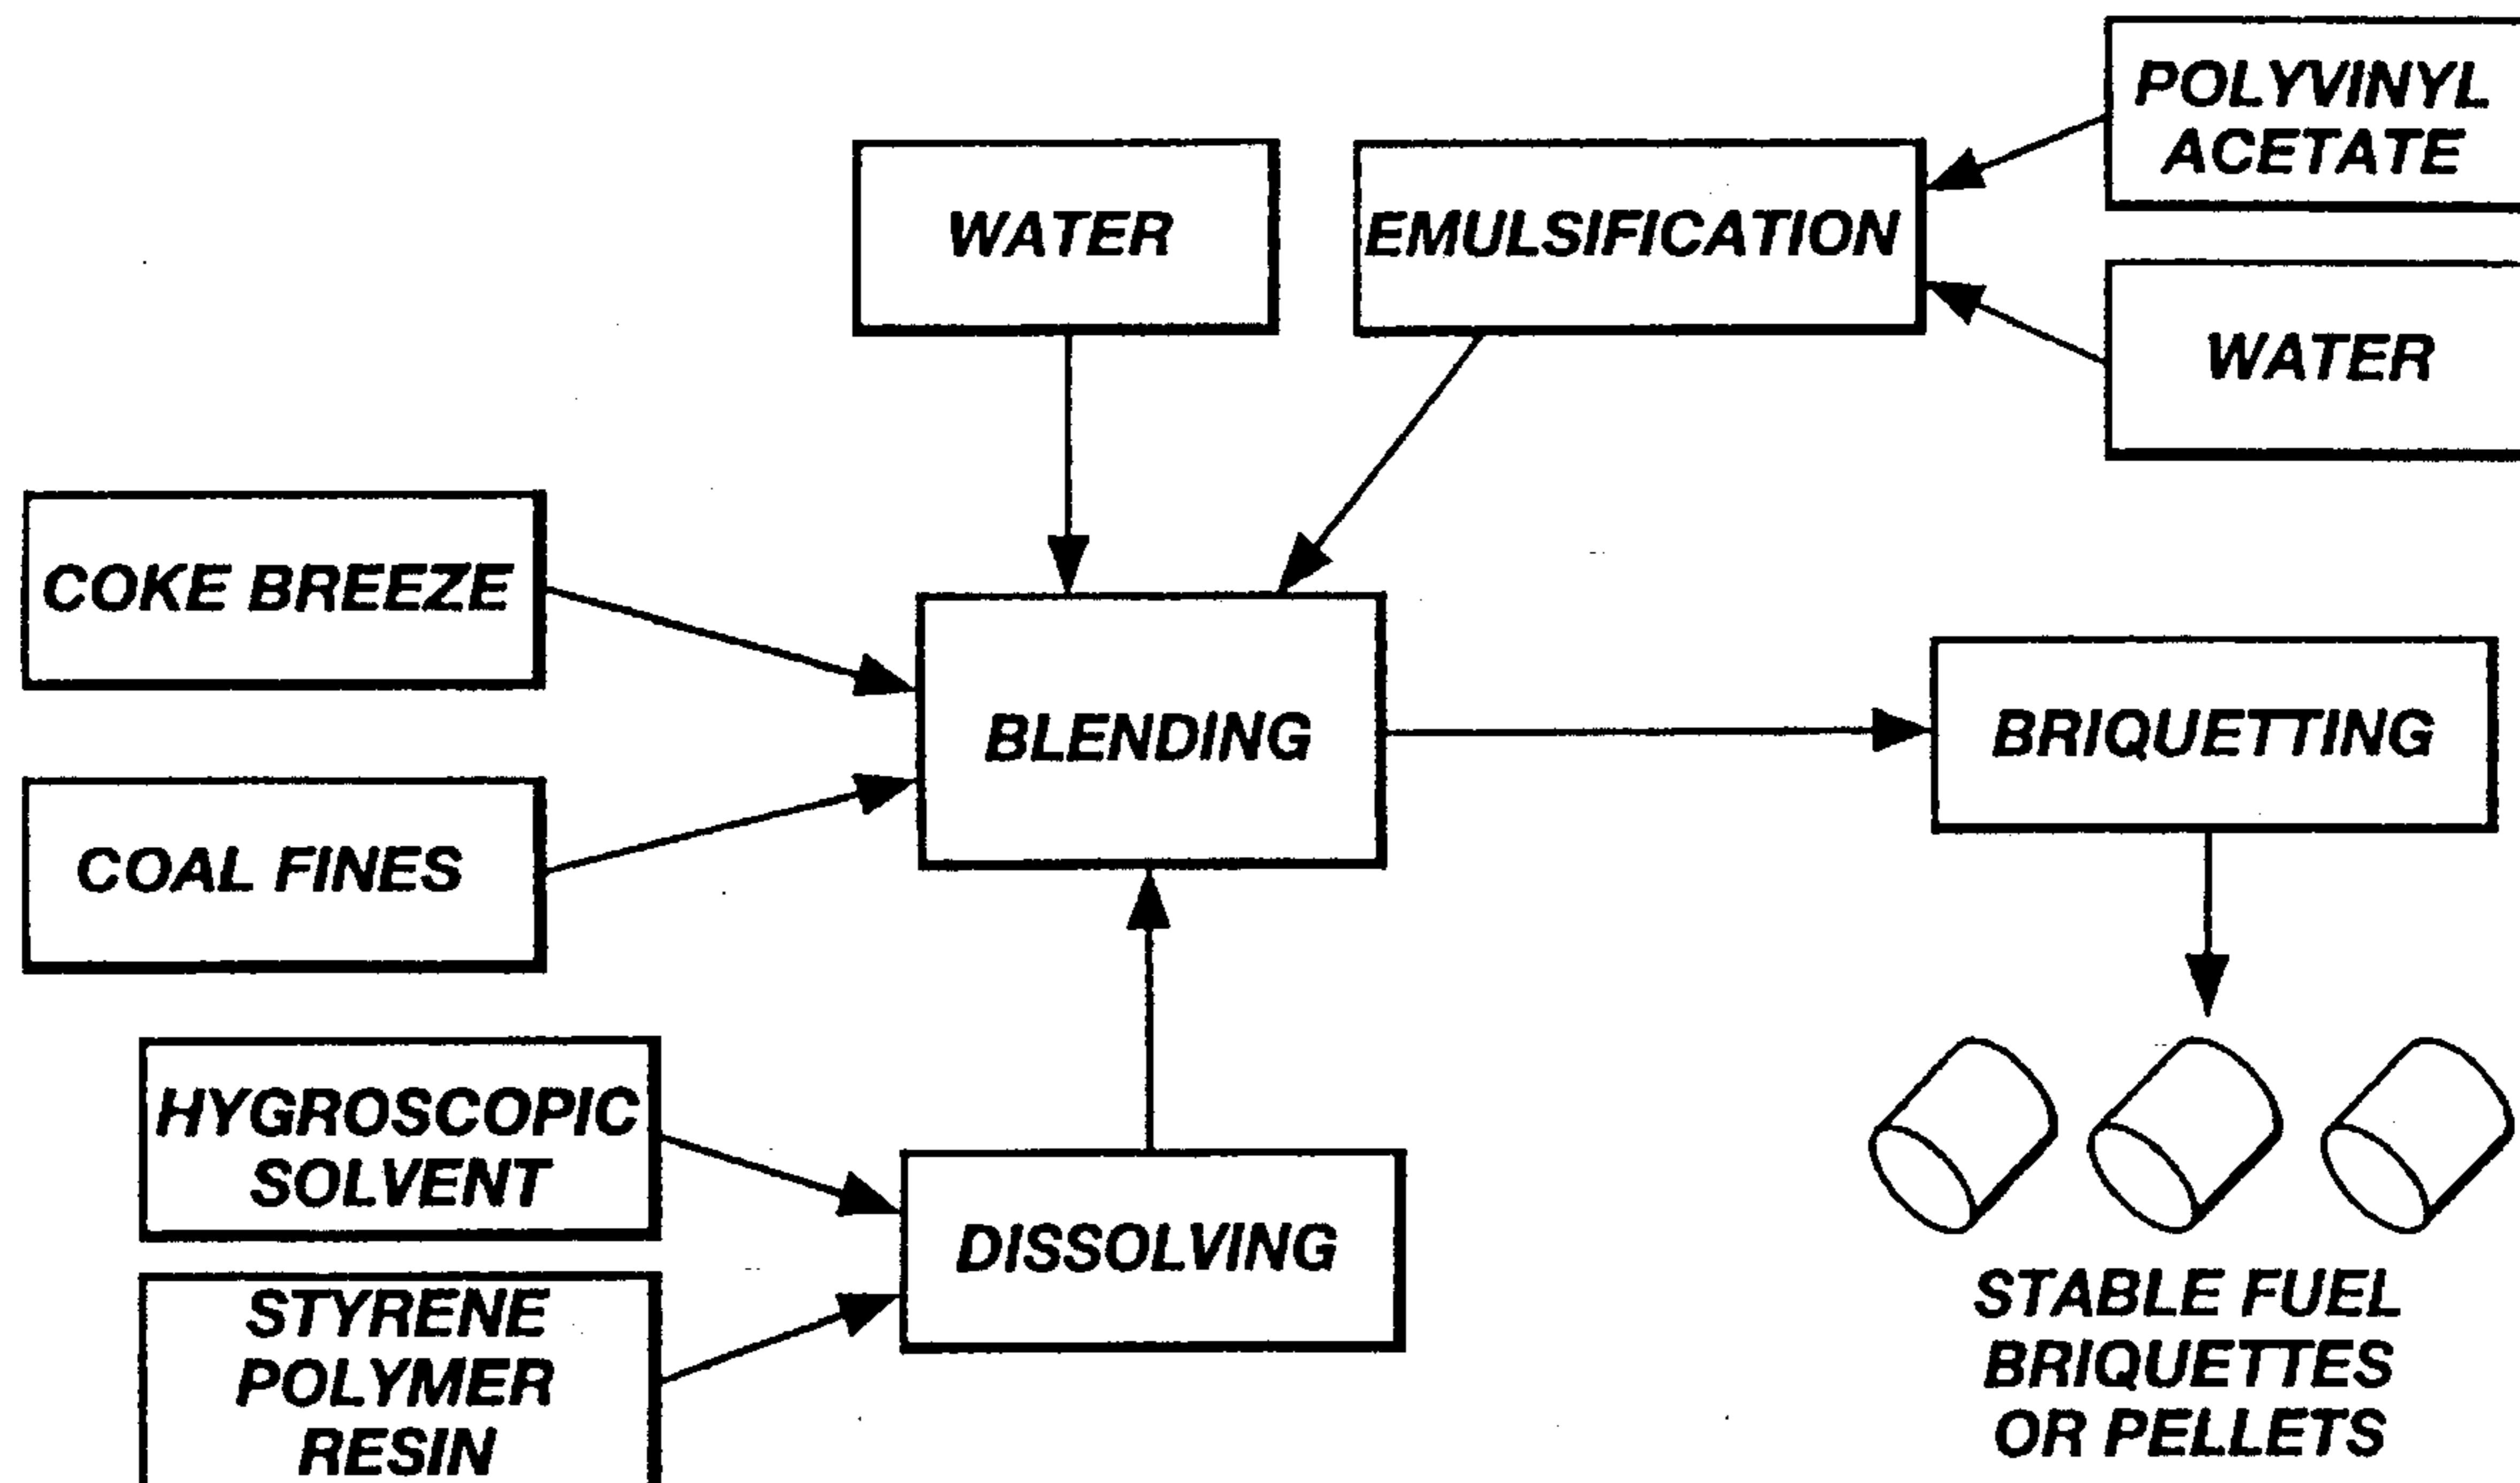 POLYVINYL
ACETATE
WATER
EMULSIFICATION
WATER
COKE BREEZE
BLENDING
BRIQUETTING
COAL FINES
HYGROSCOPIC
SOLVENT
DISSOLVING
STYRENE
POLYMER
RESIN
STABLE FUEL
BRIQUETTES
OR PELLETS